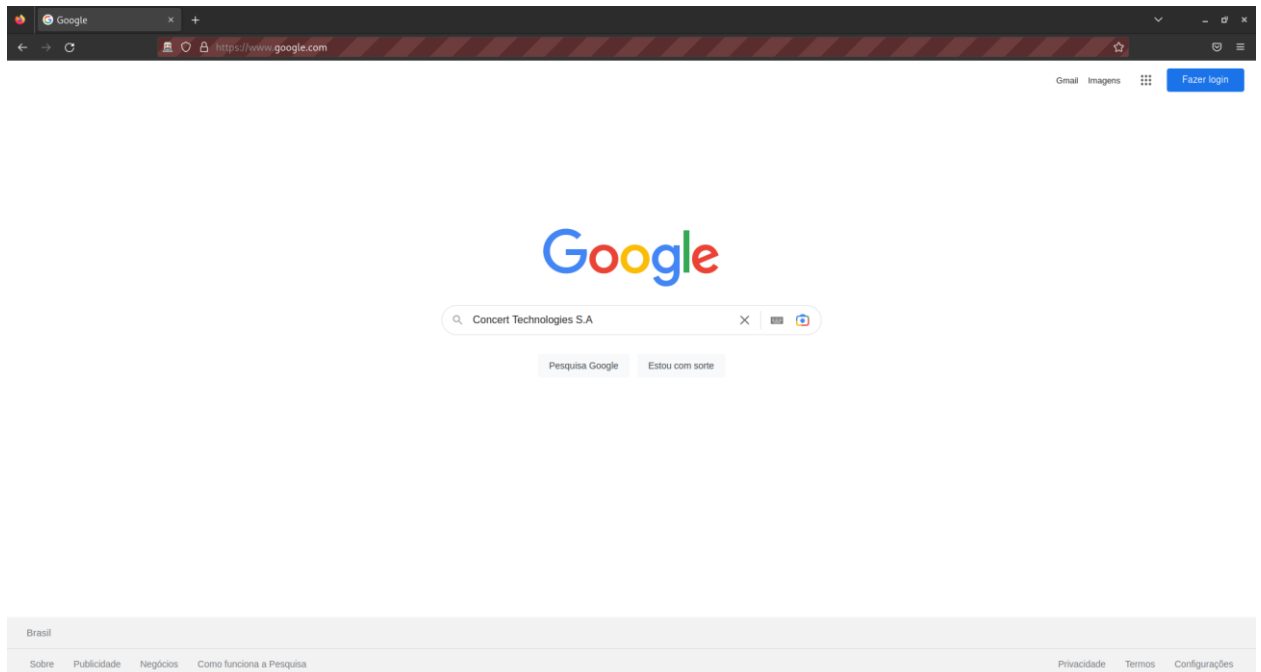 Google
https://www.google.com
Gmail Imagens Fazer login
Google
Concert Technologies S.A
Pesquisa Google Estou com sorte
Brasil
Sobre Publicidade Negócios Como funciona a Pesquisa Privacidade Termos Configurações